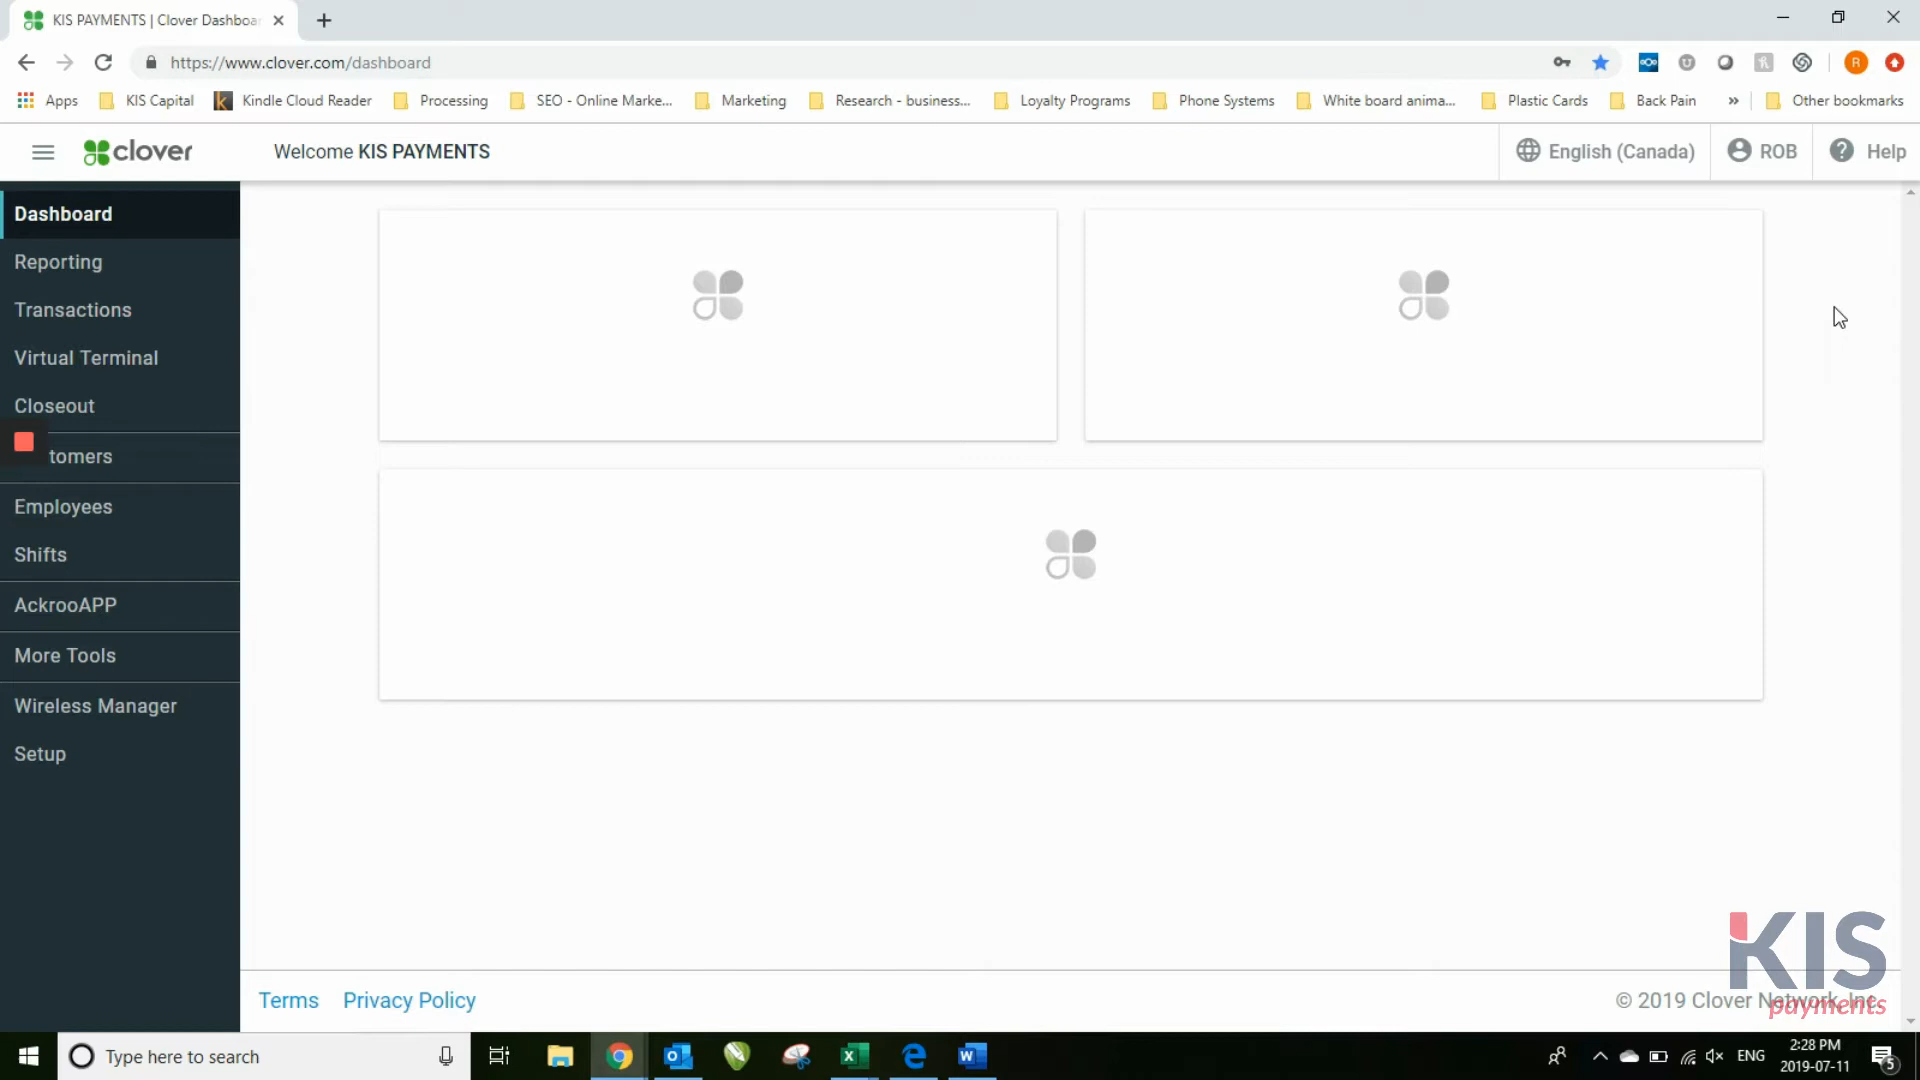 KIS PAYMENTS | Clover Dashboa
https://www.clover.com/dashboard
R
Apps
KIS Capital
Kindle Cloud Reader
Processing
SEO - Online Marke...
Marketing
Research - business...
Loyalty Programs
Phone Systems
White board anima...
Plastic Cards
Back Pain
»
Other bookmarks
clover
Welcome KIS PAYMENTS
English (Canada)
ROB
Help
Dashboard
Reporting
Transactions
Virtual Terminal
Closeout
tomers
Employees
Shifts
AckrooAPP
More Tools
Wireless Manager
Setup
KIS
payments
Terms
Privacy Policy
© 2019 Clover Network, Inc.
Type here to search
ENG
2:28 PM
2019-07-11
5